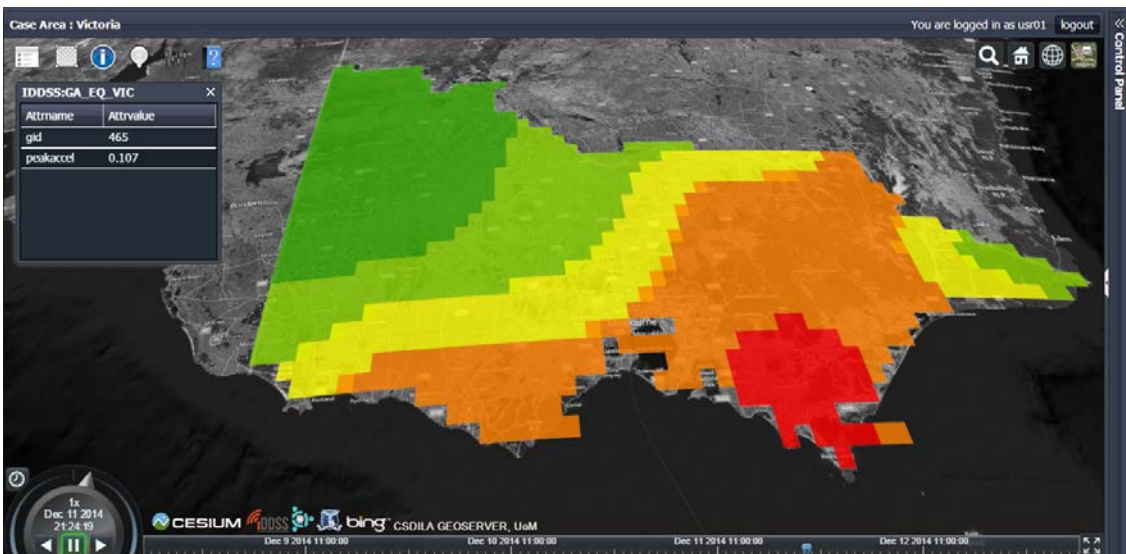 Case Area : Victoria
You are logged in as usr01
logout
Control Panel
IDDSS:GA_EQ_VIC
Attrname Attrvalue
gid 465
peakaccel 0.107
1x
Dec 11 2014
21:24:19
CESIUM IDDSS bing CSDILA GEOSERVER, UoM
Dec 9 2014 11:00:00 Dec 10 2014 11:00:00 Dec 11 2014 11:00:00 Dec 12 2014 11:00:00